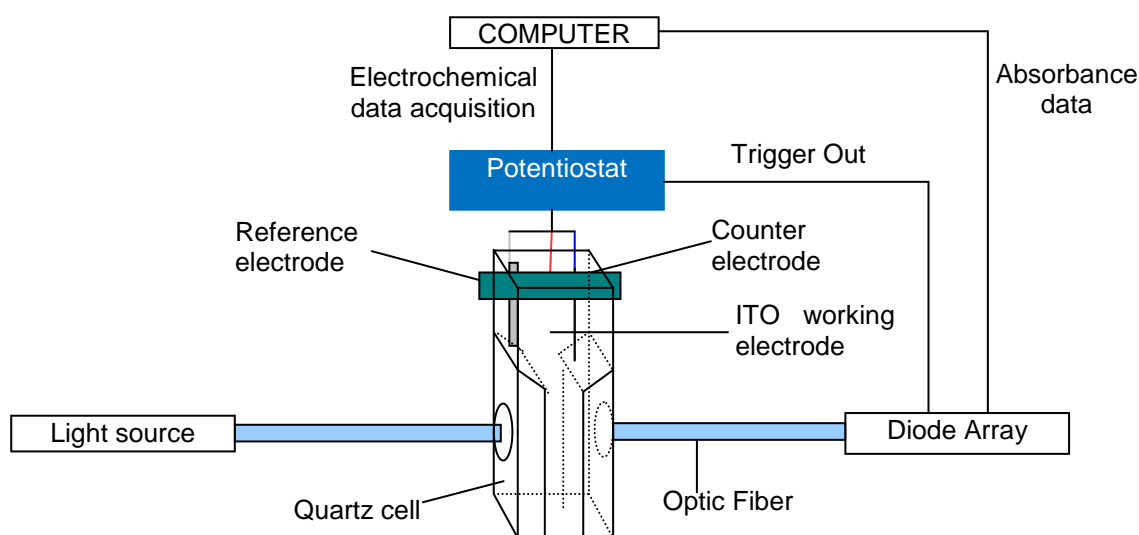 COMPUTER
Electrochemical
data acquisition
Absorbance
data
Potentiostat
Trigger Out
Reference
electrode
Counter
electrode
ITO working
electrode
Light source
Diode Array
Quartz cell
Optic Fiber